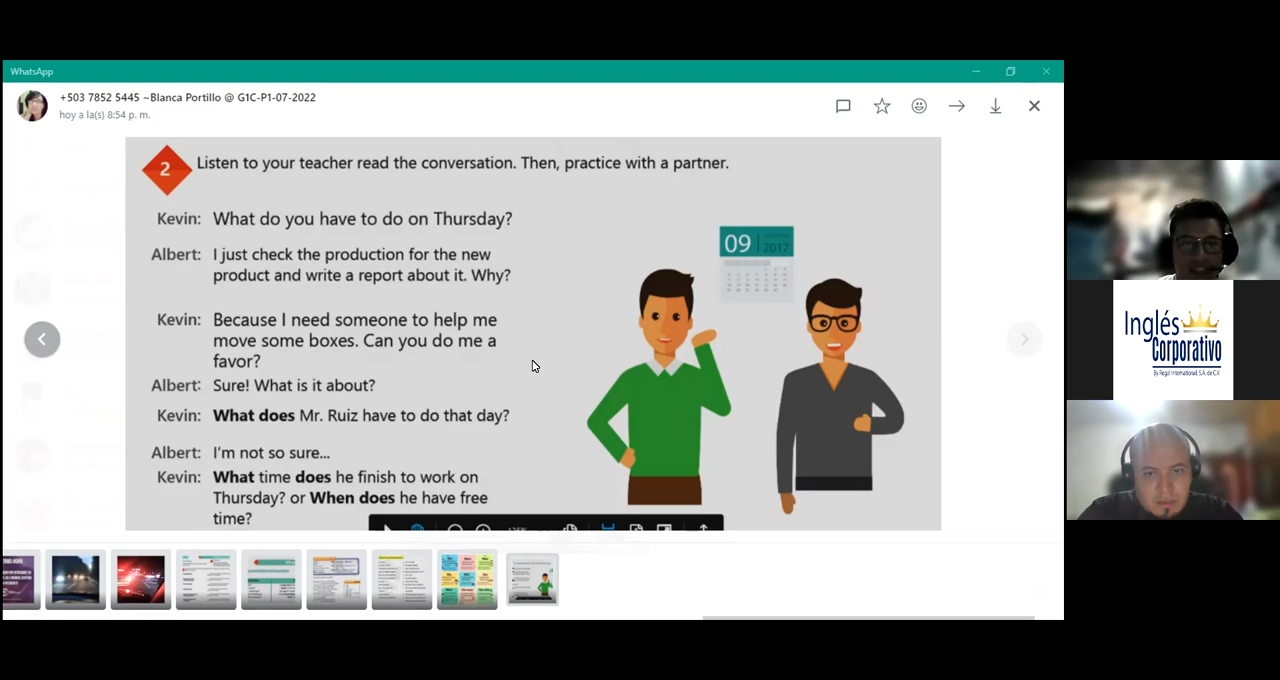 WhatsApp
+503 7852 5445 ~Blanca Portillo @ G1C-P1-07-2022
hoy a la(s) 8:54 p. m.
2
Listen to your teacher read the conversation. Then, practice with a partner.
Kevin: What do you have to do on Thursday?
Albert: I just check the production for the new
product and write a report about it. Why?
Kevin: Because I need someone to help me
move some boxes. Can you do me a
favor?
Albert: Sure! What is it about?
Kevin: What does Mr. Ruiz have to do that day?
Albert: I'm not so sure...
Kevin: What time does he finish to work on
Thursday? or When does he have free
time?
09
2017
Inglés
Corporativo
By Regal International, S.A. de C.V.